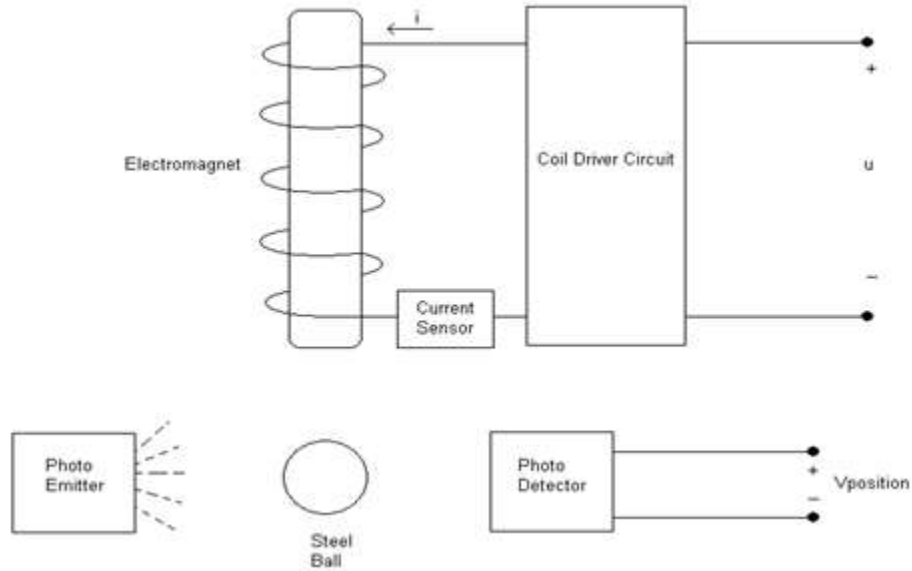 i
+
Electromagnet
Coil Driver Circuit
u
–
Current
Sensor
Photo
Emitter
Steel
Ball
Photo
Detector
+
–
Vposition